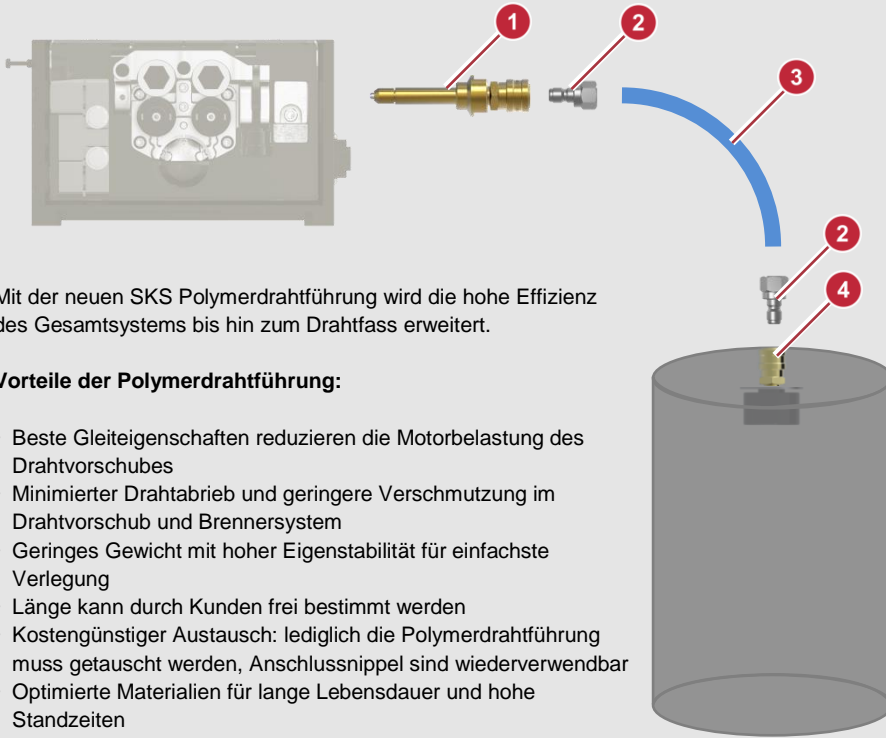 1
2
3
2
4
Mit der neuen SKS Polymerdrahtführung wird die hohe Effizienz
des Gesamtsystems bis hin zum Drahtfass erweitert.
Vorteile der Polymerdrahtführung:
Beste Gleiteigenschaften reduzieren die Motorbelastung des
Drahtvorschubes
Minimierter Drahtabrieb und geringere Verschmutzung im
Drahtvorschub und Brennersystem
Geringes Gewicht mit hoher Eigenstabilität für einfachste
Verlegung
Länge kann durch Kunden frei bestimmt werden
Kostengünstiger Austausch: lediglich die Polymerdrahtführung
muss getauscht werden, Anschlussnippel sind wiederverwendbar
Optimierte Materialien für lange Lebensdauer und hohe
Standzeiten